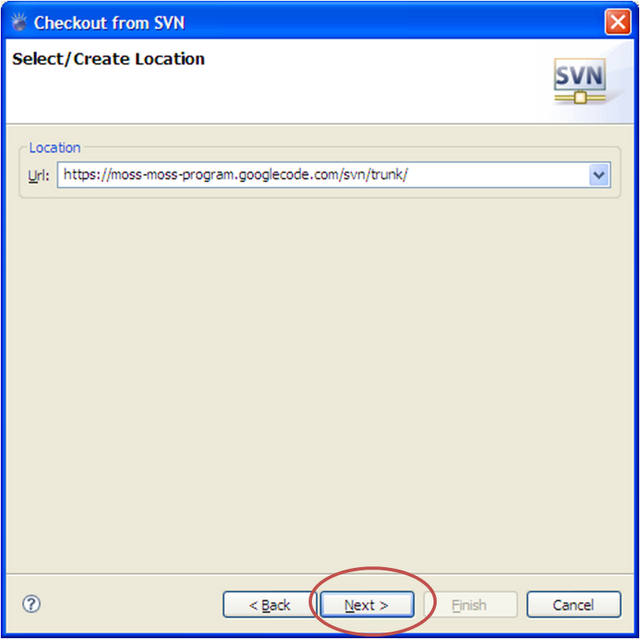 Checkout from SVN
Select/Create Location
SVN
Location
Url: https://moss-moss-program.googlecode.com/svn/trunk/
? < Back Next > Finish Cancel